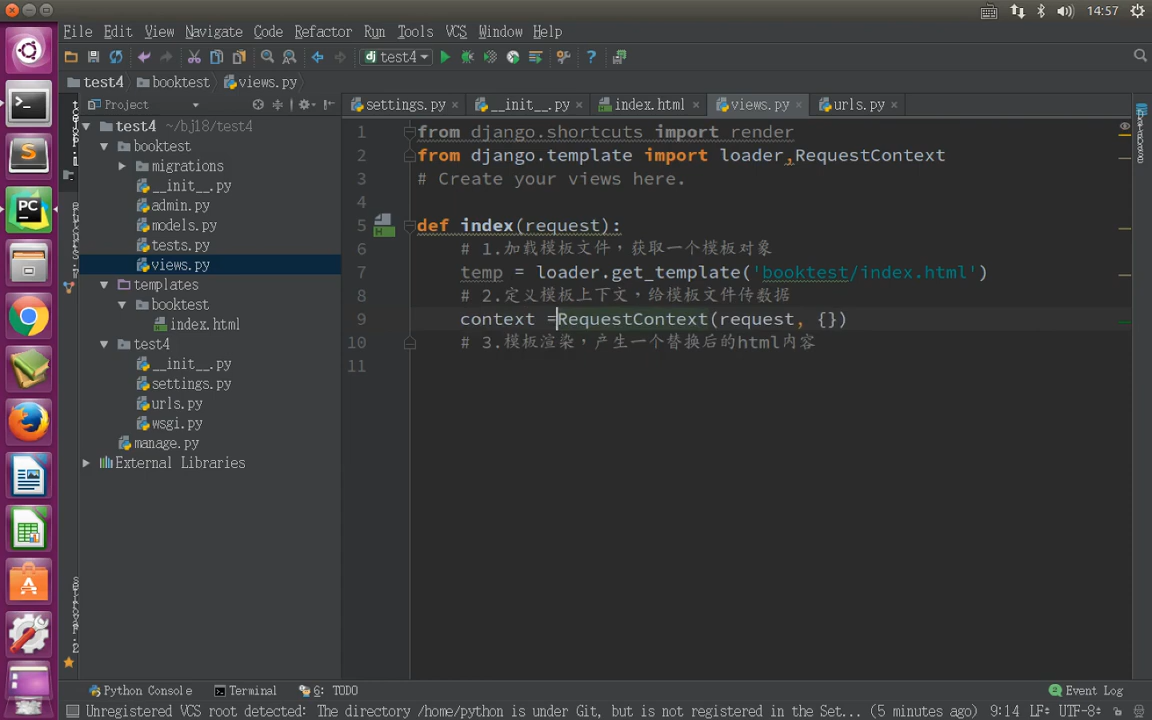 14:57
File Edit View Navigate Code Refactor Run Tools VCS Window Help
test4
test4 booktest views.py
Project
settings.py × __init__.py × index.html × views.py × urls.py ×
test4 ~/bj18/test4
booktest
migrations
__init__.py
admin.py
models.py
tests.py
views.py
templates
booktest
index.html
test4
__init__.py
settings.py
urls.py
wsgi.py
manage.py
External Libraries
1 from django.shortcuts import render
2 from django.template import loader,RequestContext
3 # Create your views here.
4
5 def index(request):
6 # 1.加载模板文件，获取一个模板对象
7 temp = loader.get_template('booktest/index.html')
8 # 2.定义模板上下文，给模板文件传数据
9 context =RequestContext(request, {})
10 # 3.模板渲染，产生一个替换后的html内容
11
Python Console Terminal 6: TODO Event Log
Unregistered VCS root detected: The directory /home/python is under Git, but is not registered in the Set... (5 minutes ago) 9:14 LF÷ UTF-8÷